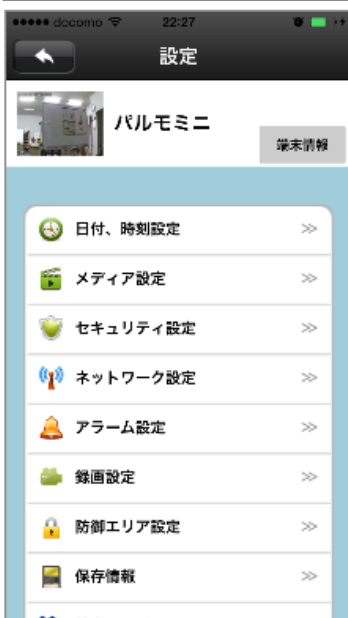 docomo 22:27
設定
パルモミニ
端末情報
日付、時刻設定
メディア設定
セキュリティ設定
ネットワーク設定
アラーム設定
録画設定
防御エリア設定
保存情報